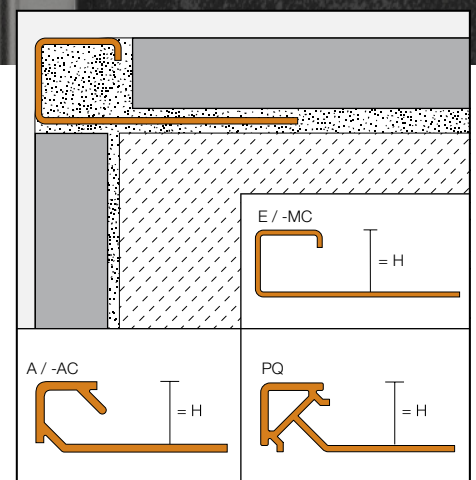 E / -MC
= H
A / -AC
= H
PQ
= H